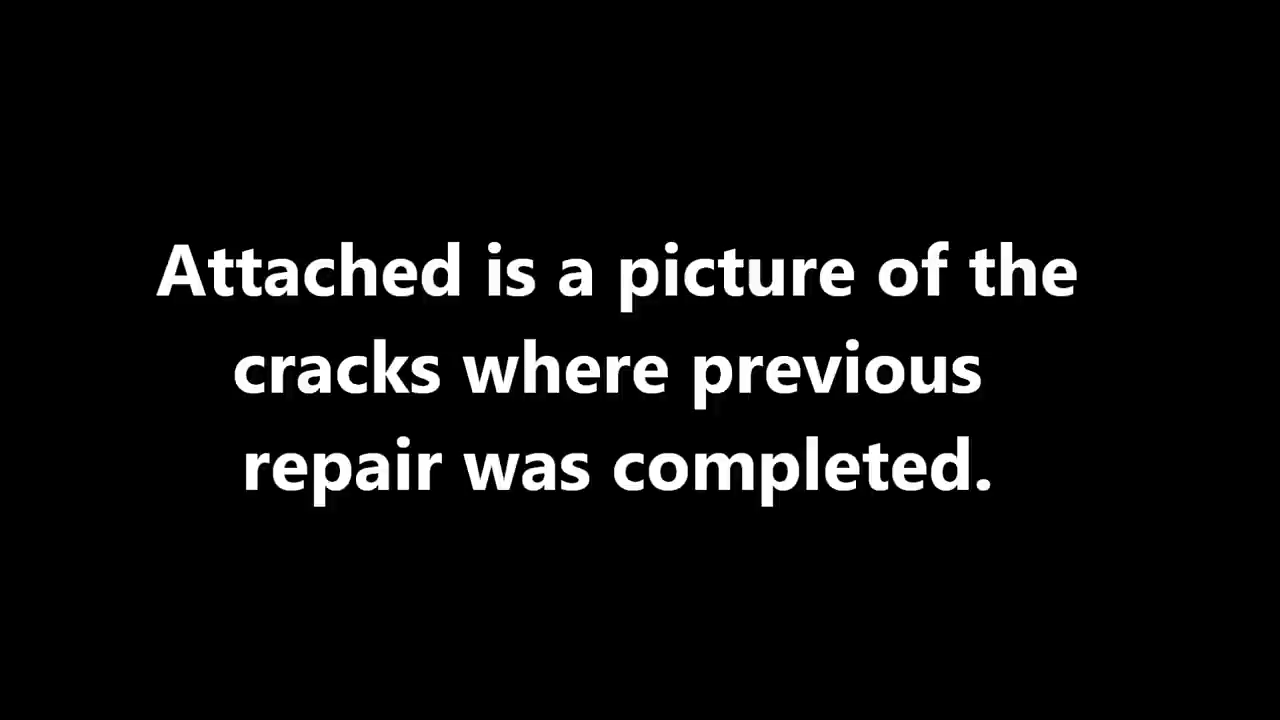 Attached is a picture of the
cracks where previous
repair was completed.